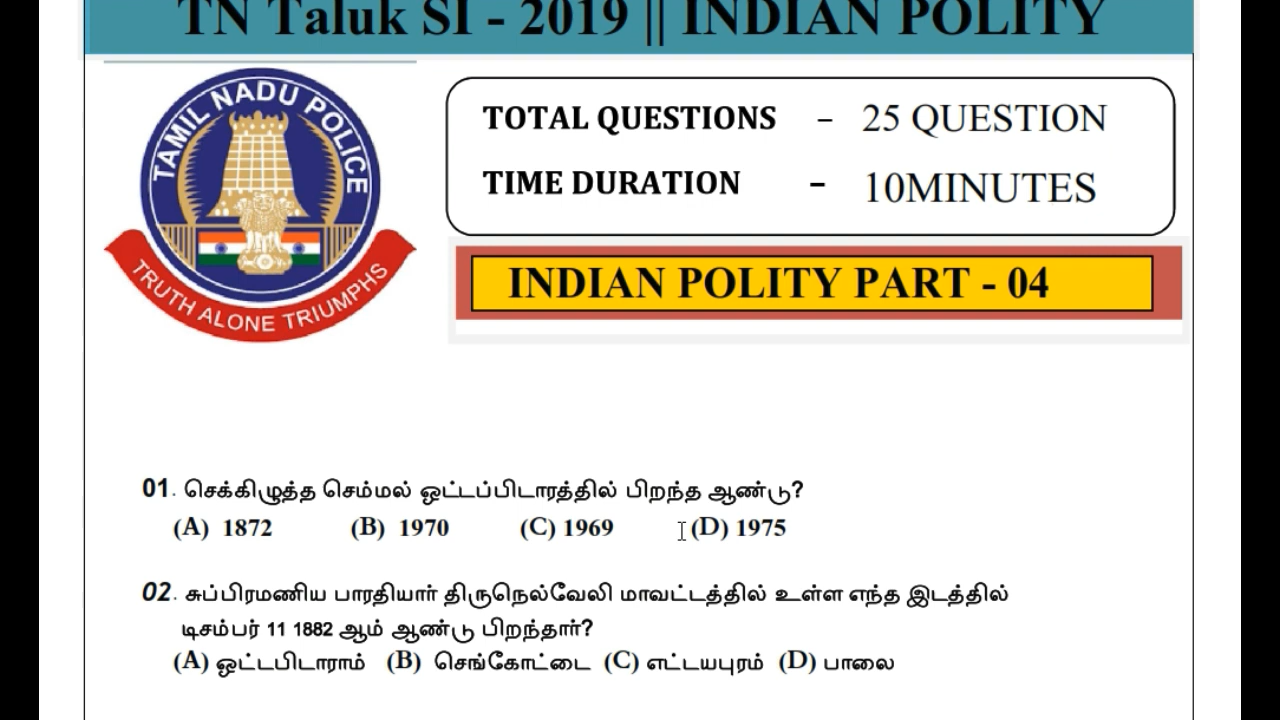 TN Taluk SI - 2019 || INDIAN POLITY
TAMIL NADU POLICE
TRUTH ALONE TRIUMPHS
TOTAL QUESTIONS - 25 QUESTION
TIME DURATION - 10MINUTES
INDIAN POLITY PART - 04
01. செக்கிழுத்த செம்மல் ஒட்டப்பிடாரத்தில் பிறந்த ஆண்டு?
(A) 1872 (B) 1970 (C) 1969 (D) 1975
02. சுப்பிரமணிய பாரதியார் திருநெல்வேலி மாவட்டத்தில் உள்ள எந்த இடத்தில்
டிசம்பர் 11 1882 ஆம் ஆண்டு பிறந்தார்?
(A) ஒட்டபிடாராம் (B) செங்கோட்டை (C) எட்டயபுரம் (D) பாலை